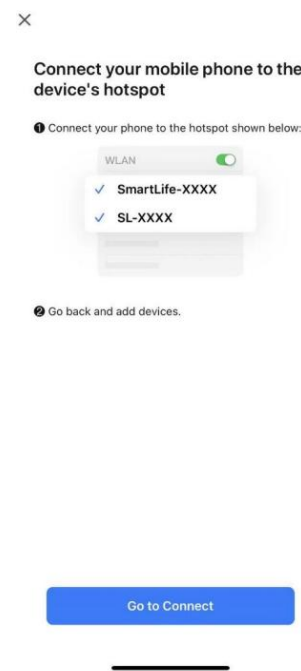 Connect your mobile phone to the
device's hotspot
❶ Connect your phone to the hotspot shown below:
WLAN
✓ SmartLife-XXXX
✓ SL-XXXX
❷ Go back and add devices.
Go to Connect